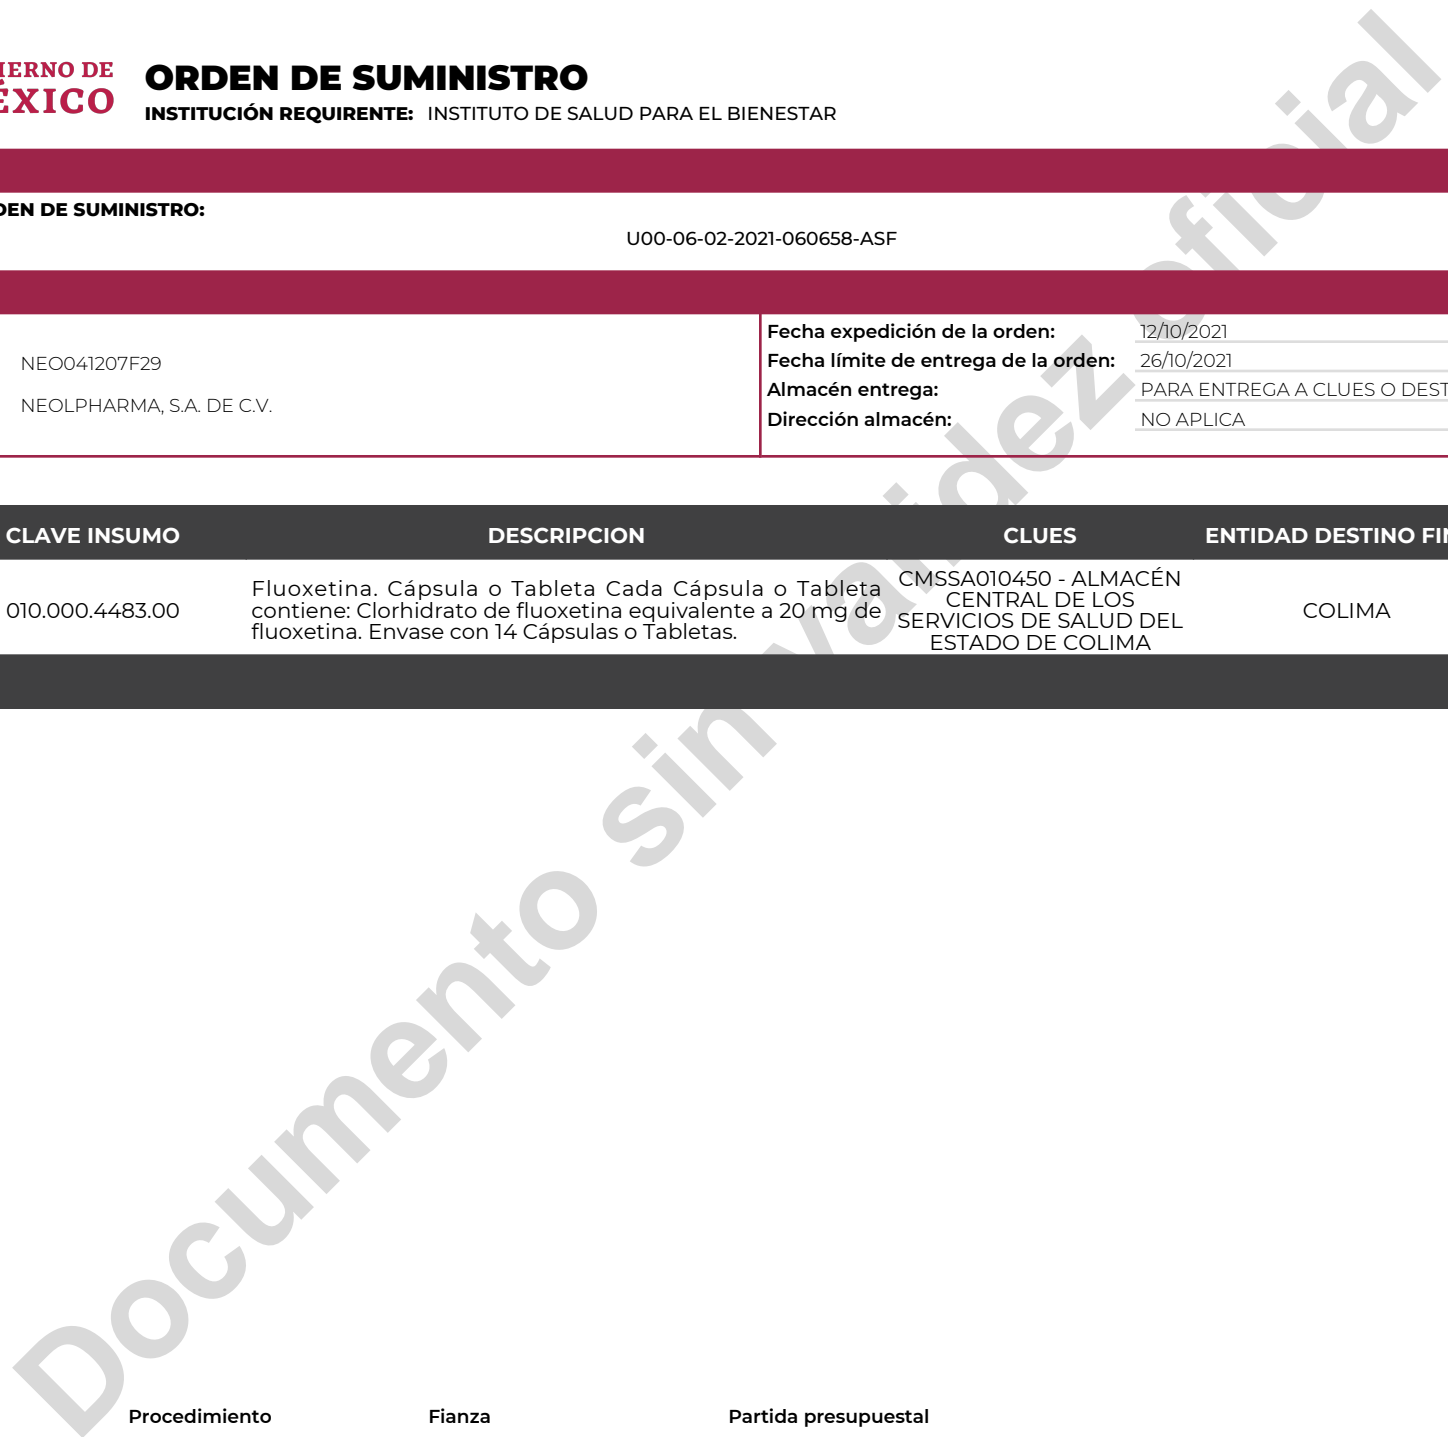 IERNO DE
ÉXICO
ORDEN DE SUMINISTRO
INSTITUCIÓN REQUIRENTE: INSTITUTO DE SALUD PARA EL BIENESTAR
DEN DE SUMINISTRO:
U00-06-02-2021-060658-ASF
NEO041207F29
NEOLPHARMA, S.A. DE C.V.
Fecha expedición de la orden: 12/10/2021
Fecha límite de entrega de la orden: 26/10/2021
Almacén entrega: PARA ENTREGA A CLUES O DEST
Dirección almacén: NO APLICA
CLAVE INSUMO DESCRIPCION CLUES ENTIDAD DESTINO FIN
010.000.4483.00
Fluoxetina. Cápsula o Tableta Cada Cápsula o Tableta
contiene: Clorhidrato de fluoxetina equivalente a 20 mg de
fluoxetina. Envase con 14 Cápsulas o Tabletas.
CMSSA010450 - ALMACÉN
CENTRAL DE LOS
SERVICIOS DE SALUD DEL
ESTADO DE COLIMA
COLIMA
Documento sin validez oficial
Procedimiento Fianza Partida presupuestal